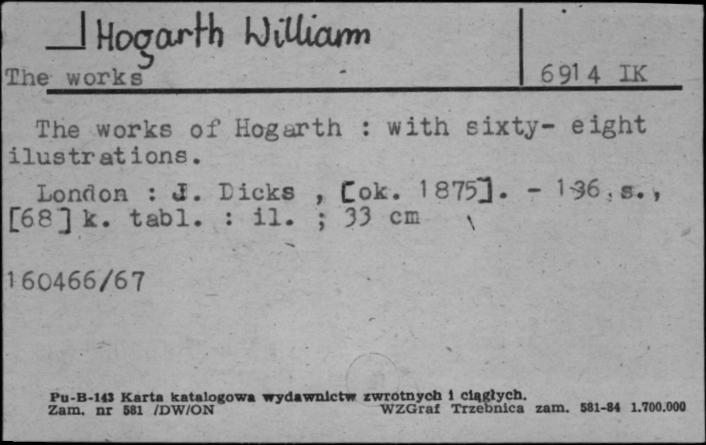 Hogarth William
The works
6914 IK
The works of Hogarth : with sixty- eight
ilustrations.
London : J. Dicks , [ok. 1875]. - 136 s.,
[68] k. tabl. : il. ; 33 cm
160466/67
Pu-B-143 Karta katalogowa wydawnictw zwrotnych i ciągłych.
Zam. nr 581 /DW/ON WZGraf Trzebnica zam. 581-84 1.700.000